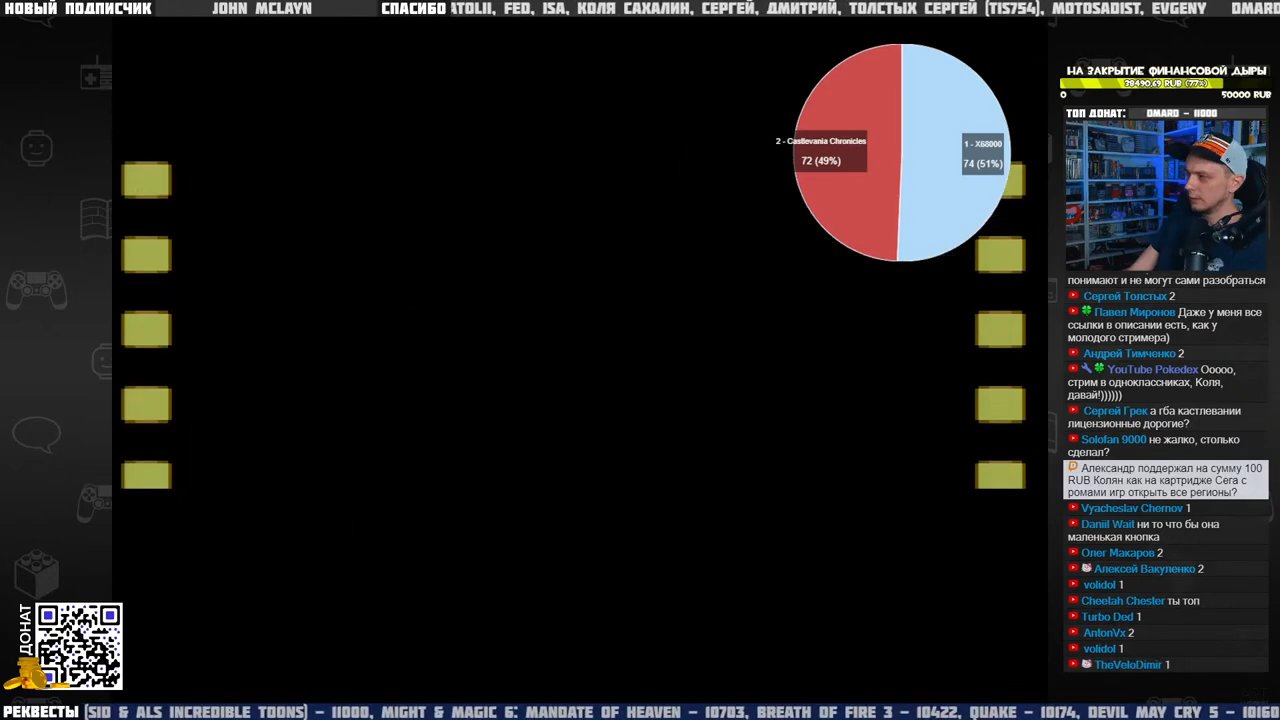 НОВЫЙ ПОДПИСЧИК
JOHN MCLAYN
СПАСИБО
ATOLII, FED, ISA, КОЛЯ САХАЛИН, СЕРГЕЙ, ДМИТРИЙ, ТОЛСТЫХ СЕРГЕЙ (TIS754), MOTOSADIST, EVGENY
DMARD
2 - Castlevania Chronicles
72 (49%)
1 - X68000
74 (51%)
НА ЗАКРЫТИЕ ФИНАНСОВОЙ ДЫРЫ
38490.69 RUB (77%)
0
50000 RUB
ТОП ДОНАТ:
DMARD - 11000
понимают и не могут сами разобраться
Сергей Толстых 2
Павел Миронов Даже у меня все
ссылки в описании есть, как у
молодого стримера)
Андрей Тимченко 2
YouTube Pokedex Ооооо,
стрим в одноклассниках, Коля,
давай!))))))
Сергей Грек а гба кастлевании
лицензионные дорогие?
Solofan 9000 не жалко, столько
сделал?
Александр поддержал на сумму 100
RUB Колян как на картридже Сега с
ромами игр открыть все регионы?
Vyacheslav Chernov 1
Daniil Wait ни то что бы она
маленькая кнопка
Олег Макаров 2
Алексей Вакуленко 2
volidol 1
Cheetah Chester ты топ
Turbo Ded 1
AntonVx 2
volidol 1
TheVeloDimir 1
ДОНАТ
РЕКВЕСТЫ
(SID & ALS INCREDIBLE TOONS) - 11000, MIGHT & MAGIC 6: MANDATE OF HEAVEN - 10703, BREATH OF FIRE 3 - 10422, QUAKE - 10174, DEVIL MAY CRY 5 - 10160